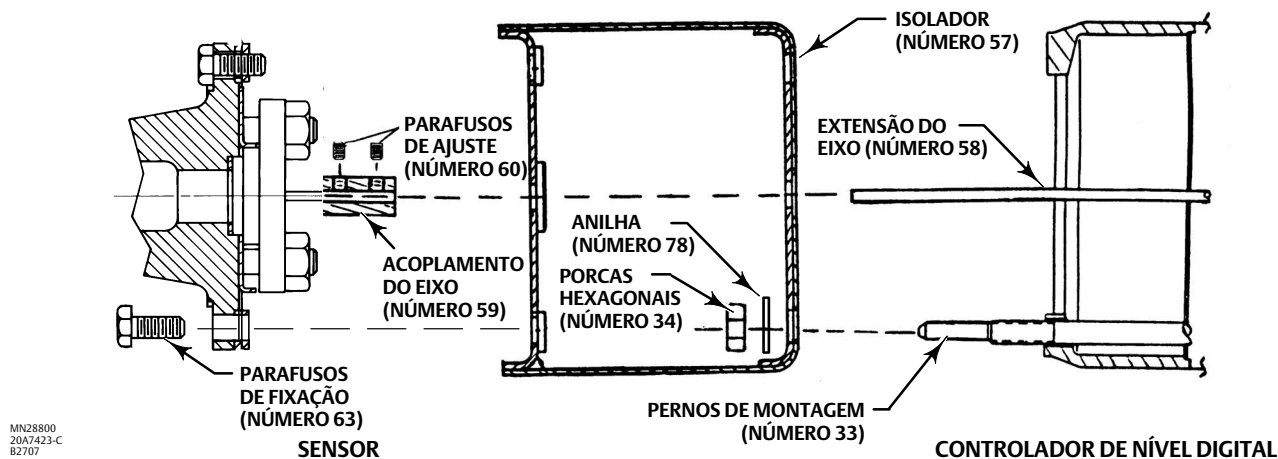 ISOLADOR
(NÚMERO 57)
PARAFUSOS
DE AJUSTE
(NÚMERO 60)
EXTENSÃO DO
EIXO (NÚMERO 58)
ANILHA
(NÚMERO 78)
ACOPLAMENTO
DO EIXO
(NÚMERO 59)
PORCAS
HEXAGONAIS
(NÚMERO 34)
PARAFUSOS
DE FIXAÇÃO
(NÚMERO 63)
PERNOS DE MONTAGEM
(NÚMERO 33)
MN28800
20A7423-C
B2707
SENSOR
CONTROLADOR DE NÍVEL DIGITAL